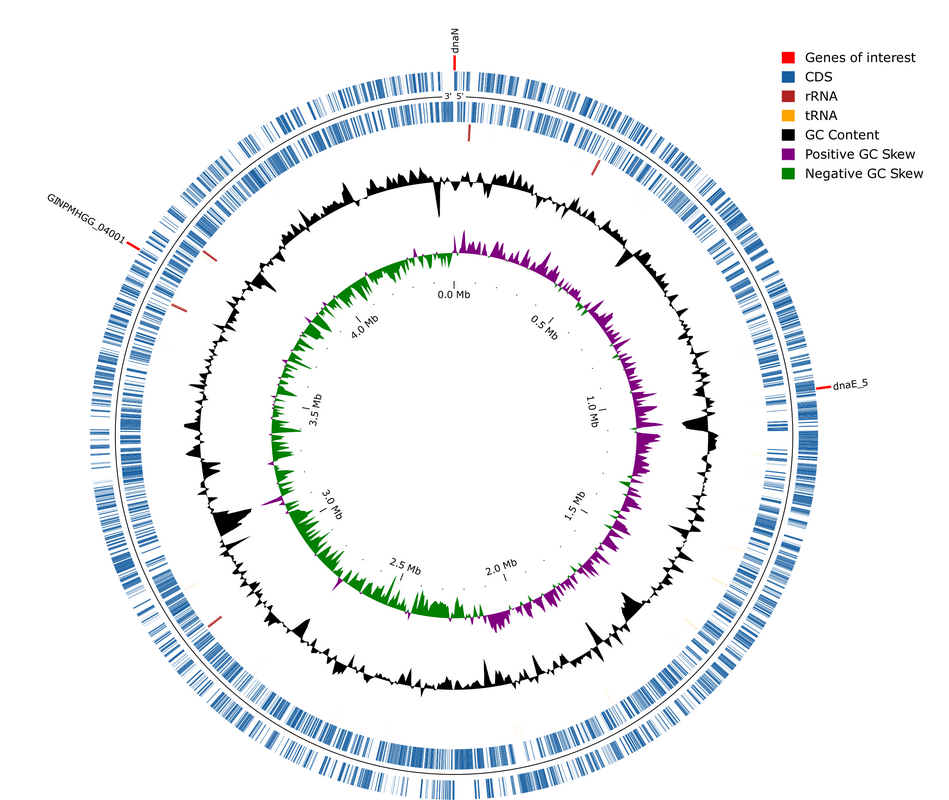 dnaN
Genes of interest
CDS
rRNA
tRNA
GC Content
Positive GC Skew
Negative GC Skew
3' 5'
GINPMHGG_04001
dnaE_5
0.0 Mb
0.5 Mb
1.0 Mb
1.5 Mb
2.0 Mb
2.5 Mb
3.0 Mb
3.5 Mb
4.0 Mb